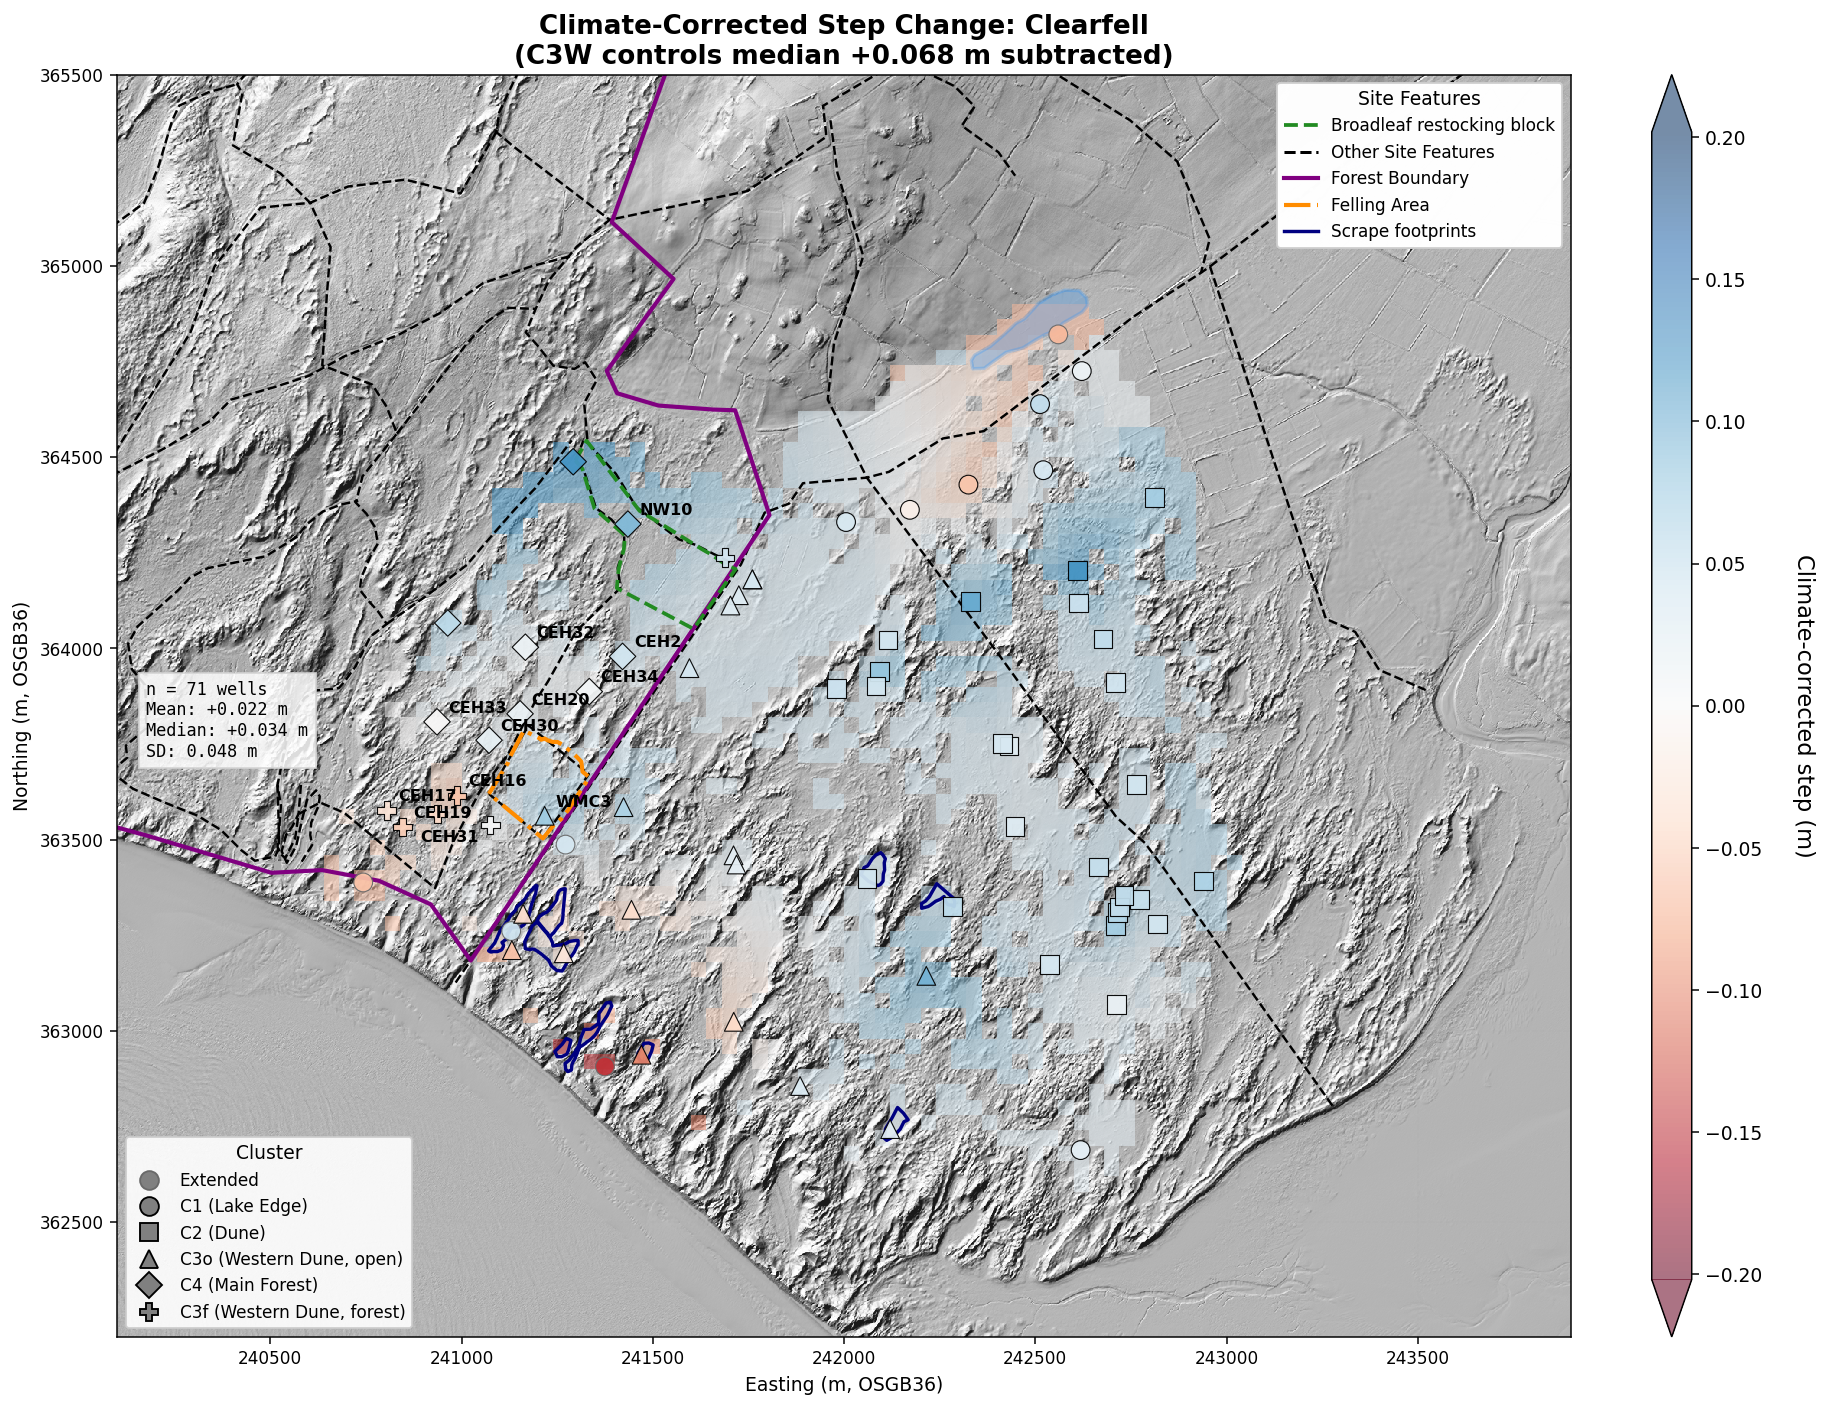 Climate-Corrected Step Change: Clearfell
(C3W controls median +0.068 m subtracted)
Site Features
Broadleaf restocking block
Other Site Features
Forest Boundary
Felling Area
Scrape footprints
365500
365000
364500
364000
363500
363000
362500
Northing (m, OSGB36)
NW10
CEH32
CEH2
CEH34
CEH33
CEH20
CEH30
CEH16
CEH17
WMC3
CEH19
CEH31
n = 71 wells
Mean: +0.022 m
Median: +0.034 m
SD: 0.048 m
Cluster
Extended
C1 (Lake Edge)
C2 (Dune)
C3o (Western Dune, open)
C4 (Main Forest)
C3f (Western Dune, forest)
240500
241000
241500
242000
242500
243000
243500
Easting (m, OSGB36)
0.20
0.15
0.10
0.05
0.00
−0.05
−0.10
−0.15
−0.20
Climate-corrected step (m)